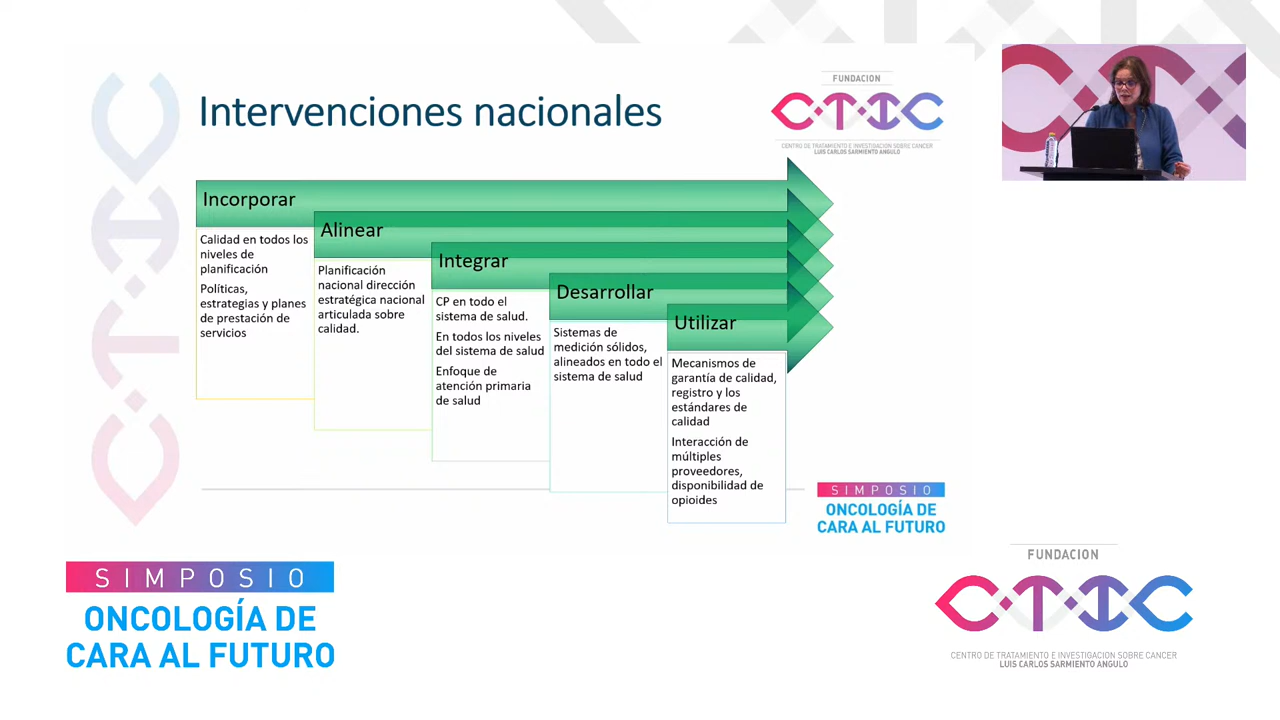 Intervenciones nacionales
FUNDACION
CTIC
CENTRO DE TRATAMIENTO E INVESTIGACIÓN SOBRE CÁNCER
LUIS CARLOS SARMIENTO ANGULO
Incorporar
Calidad en todos los
niveles de
planificación
Políticas,
estrategias y planes
de prestación de
servicios
Alinear
Planificación
nacional dirección
estratégica nacional
articulada sobre
calidad.
Integrar
CP en todo el
sistema de salud.
En todos los niveles
del sistema de salud
Enfoque de
atención primaria
de salud
Desarrollar
Sistemas de
medición sólidos,
alineados en todo el
sistema de salud
Utilizar
Mecanismos de
garantía de calidad,
registro y los
estándares de
calidad
Interacción de
múltiples
proveedores,
disponibilidad de
opioides
SIMPOSIO
ONCOLOGÍA DE
CARA AL FUTURO
SIMPOSIO
ONCOLOGÍA DE
CARA AL FUTURO
FUNDACION
CTIC
CENTRO DE TRATAMIENTO E INVESTIGACIÓN SOBRE CÁNCER
LUIS CARLOS SARMIENTO ANGULO
CTIC